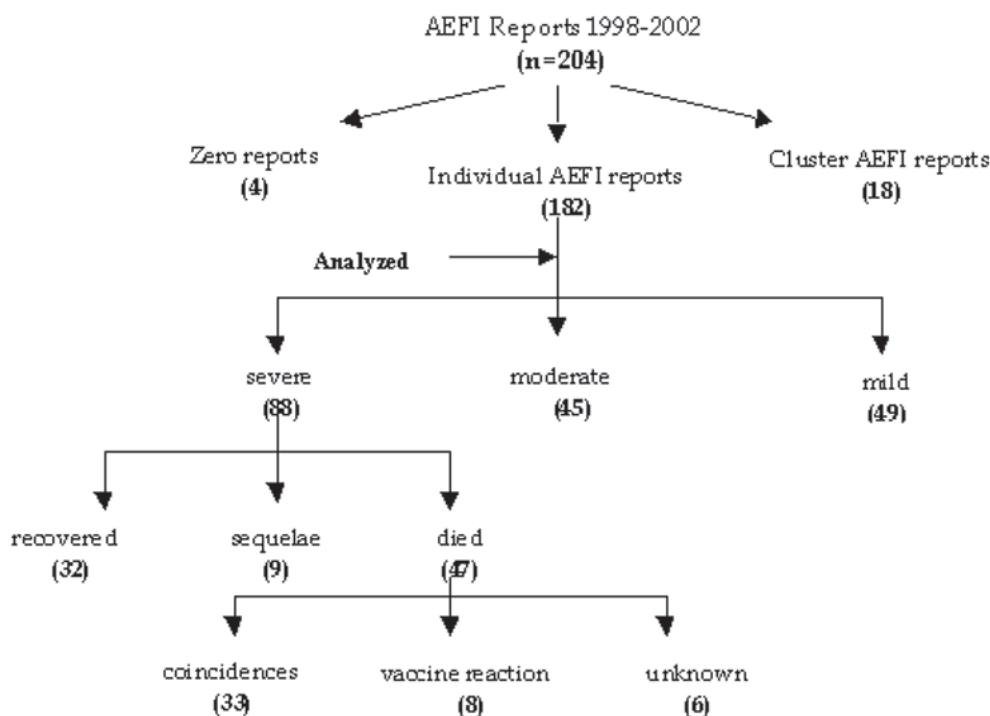 AEFI Reports 1998-2002
(n=204)
Zero reports
(4)
Individual AEFI reports
(182)
Cluster AEFI reports
(18)
Analyzed
severe
(88)
moderate
(45)
mild
(49)
recovered
(32)
sequelae
(9)
died
(47)
coincidences
(33)
vaccine reaction
(8)
unknown
(6)